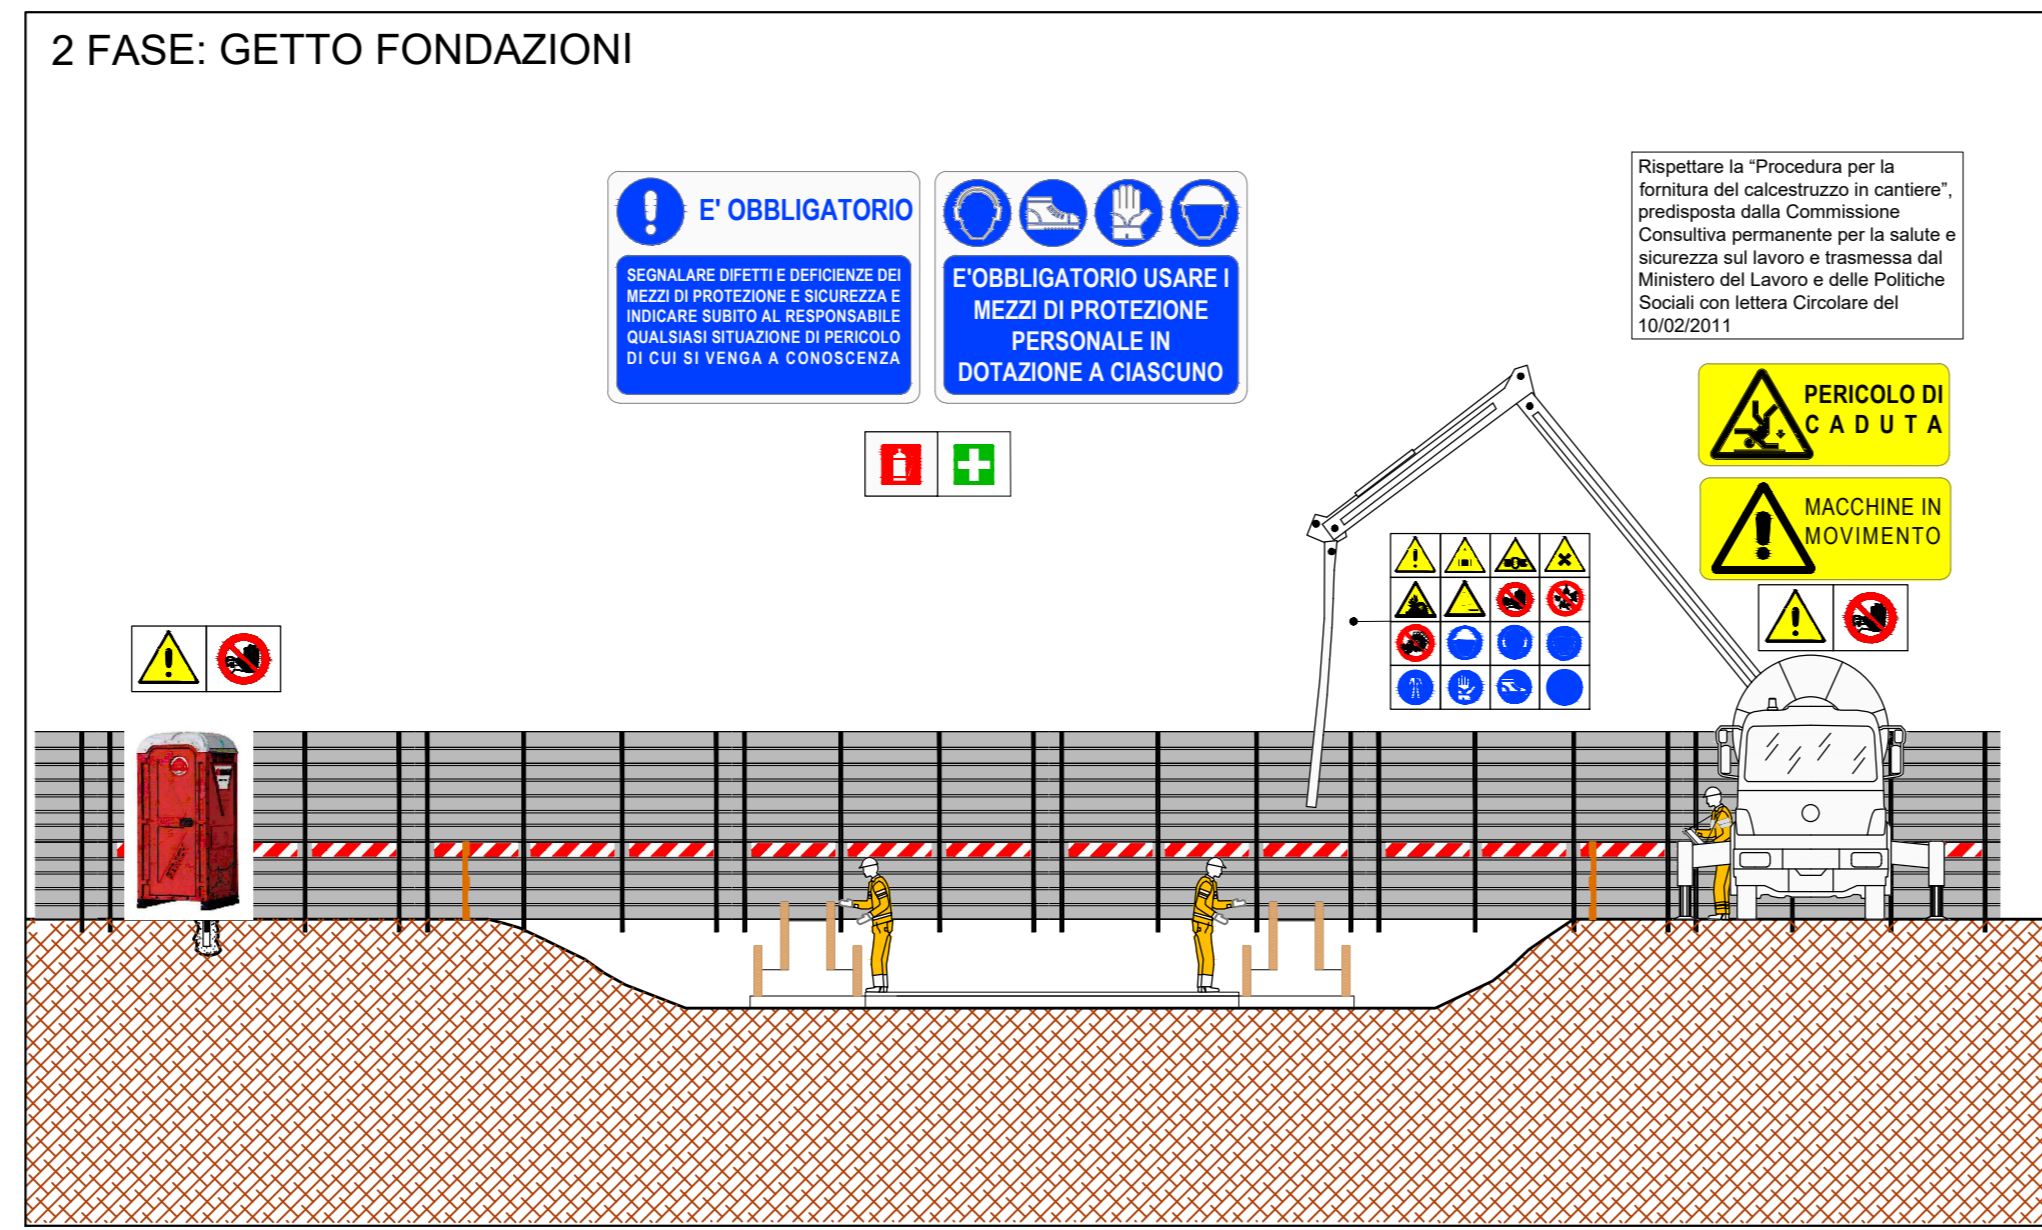 2 FASE: GETTO FONDAZIONI
E' OBBLIGATORIO
SEGNALARE DIFETTI E DEFICIENZE DEI
MEZZI DI PROTEZIONE E SICUREZZA E
INDICARE SUBITO AL RESPONSABILE
QUALSIASI SITUAZIONE DI PERICOLO
DI CUI SI VENGA A CONOSCENZA
E'OBBLIGATORIO USARE I
MEZZI DI PROTEZIONE
PERSONALE IN
DOTAZIONE A CIASCUNO
Rispettare la “Procedura per la
fornitura del calcestruzzo in cantiere”,
predisposta dalla Commissione
Consultiva permanente per la salute e
sicurezza sul lavoro e trasmessa dal
Ministero del Lavoro e delle Politiche
Sociali con lettera Circolare del
10/02/2011
PERICOLO DI
CADUTA
MACCHINE IN
MOVIMENTO